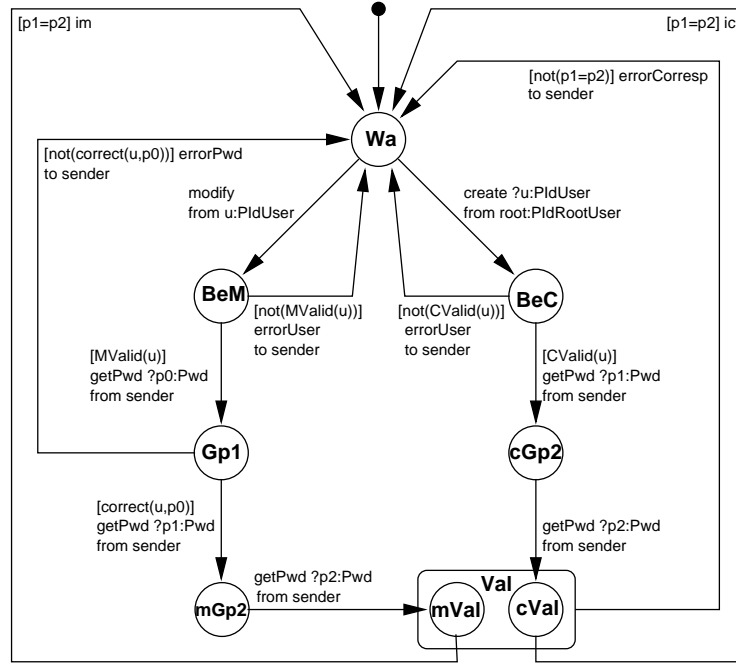 [p1=p2] im
[p1=p2] ic
[not(p1=p2)] errorCorresp
to sender
Wa
[not(correct(u,p0))] errorPwd
to sender
modify
from u:PIdUser
create ?u:PIdUser
from root:PIdRootUser
BeM
BeC
[not(MValid(u))]
errorUser
to sender
[not(CValid(u))]
errorUser
to sender
[MValid(u)]
getPwd ?p0:Pwd
from sender
[CValid(u)]
getPwd ?p1:Pwd
from sender
Gp1
cGp2
[correct(u,p0)]
getPwd ?p1:Pwd
from sender
getPwd ?p2:Pwd
from sender
getPwd ?p2:Pwd
from sender
Val
mGp2
mVal
cVal